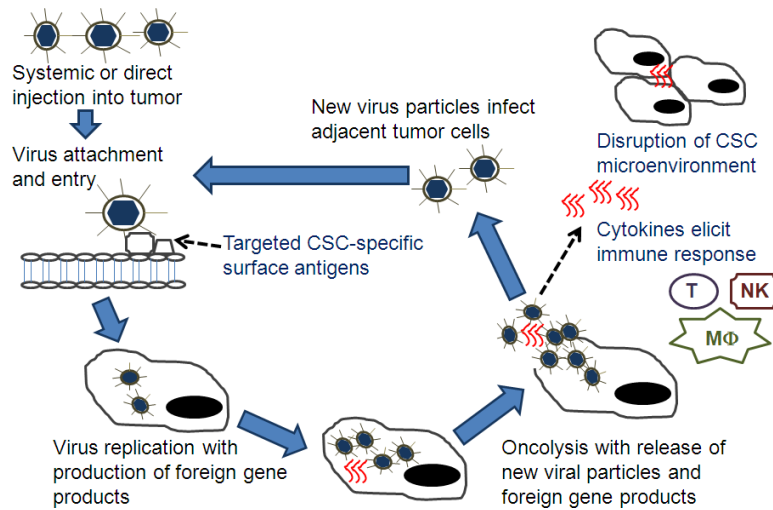 Systemic or direct
injection into tumor
Virus attachment
and entry
Targeted CSC-specific
surface antigens
New virus particles infect
adjacent tumor cells
Disruption of CSC
microenvironment
Cytokines elicit
immune response
T
NK
MΦ
Virus replication with
production of foreign gene
products
Oncolysis with release of
new viral particles and
foreign gene products